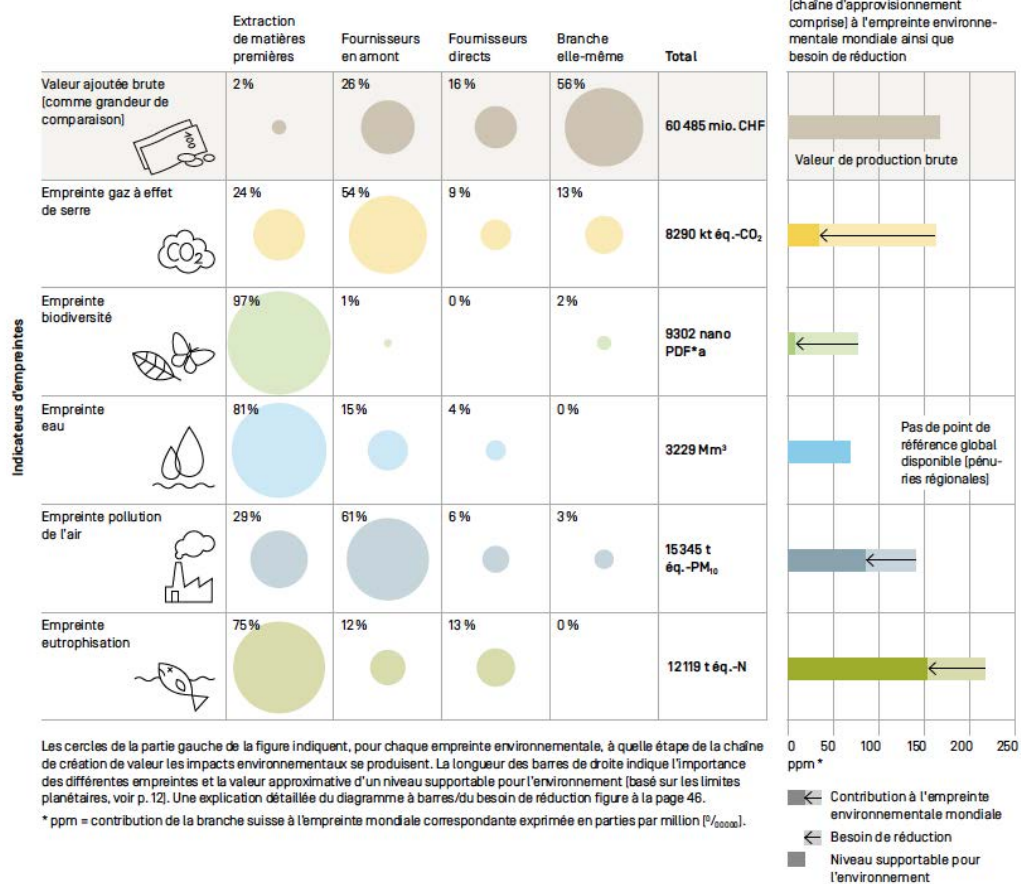 (chaîne d'approvisionnement
comprise) à l'empreinte environne-
mentale mondiale ainsi que
besoin de réduction
Extraction
de matières
premières
Fournisseurs
en amont
Fournisseurs
directs
Branche
elle-même
Total
Indicateurs d'empreintes
Valeur ajoutée brute
(comme grandeur de
comparaison)
100
2 %
26 %
16 %
56 %
60 485 mio. CHF
Valeur de production brute
Empreinte gaz à effet
de serre
CO2
24 %
54 %
9 %
13 %
8290 kt éq.-CO₂
Empreinte
biodiversité
97 %
1 %
0 %
2 %
9302 nano
PDF*a
Empreinte
eau
81 %
15 %
4 %
0 %
3229 Mm³
Pas de point de
référence global
disponible (pénu-
ries régionales)
Empreinte pollution
de l'air
29 %
61 %
6 %
3 %
15 345 t
éq.-PM₁₀
Empreinte
eutrophisation
75 %
12 %
13 %
0 %
12 119 t éq.-N
0 50 100 150 200 250
ppm *
Les cercles de la partie gauche de la figure indiquent, pour chaque empreinte environnementale, à quelle étape de la chaîne
de création de valeur les impacts environnementaux se produisent. La longueur des barres de droite indique l'importance
des différentes empreintes et la valeur approximative d'un niveau supportable pour l'environnement (basé sur les limites
planétaires, voir p. 12). Une explication détaillée du diagramme à barres/du besoin de réduction figure à la page 46.
* ppm = contribution de la branche suisse à l'empreinte mondiale correspondante exprimée en parties par million
Contribution à l'empreinte
environnementale mondiale
Besoin de réduction
Niveau supportable pour
l'environnement